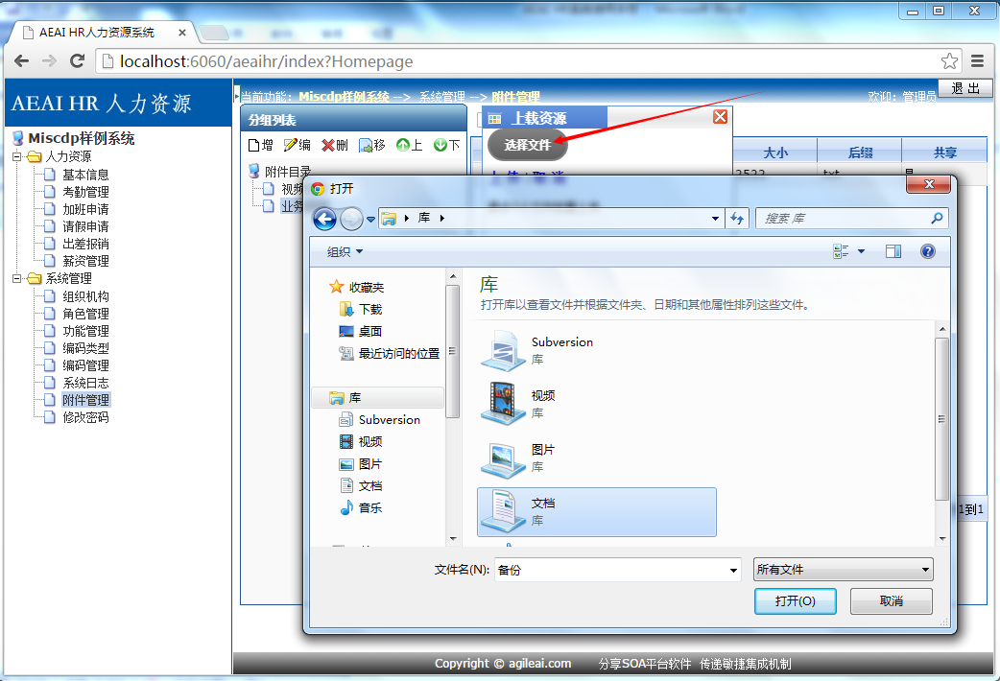 AEAI HR人力资源系统
localhost:6060/aeaihr/index?Homepage
AEAI HR 人力资源
当前功能: Miscdp样例系统 --> 系统管理 --> 附件管理
欢迎: 管理员
退 出
Miscdp样例系统
人力资源
基本信息
考勤管理
加班申请
请假申请
出差报销
薪资管理
系统管理
组织机构
角色管理
功能管理
编码类型
编码管理
系统日志
附件管理
修改密码
分组列表
增 编 删 移 上 下
附件目录
视频
业务
上载资源
选择文件
上传 取消
大小 后缀 共享
2522 txt
1到1
打开
库
搜索 库
组织
收藏夹
下载
桌面
最近访问的位置
库
Subversion
视频
图片
文档
音乐
库
打开库以查看文件并根据文件夹、日期和其他属性排列这些文件。
Subversion
库
视频
库
图片
库
文档
库
文件名(N): 备份
所有文件
打开(O) 取消
Copyright © agileai.com 分享SOA平台软件 传递敏捷集成机制